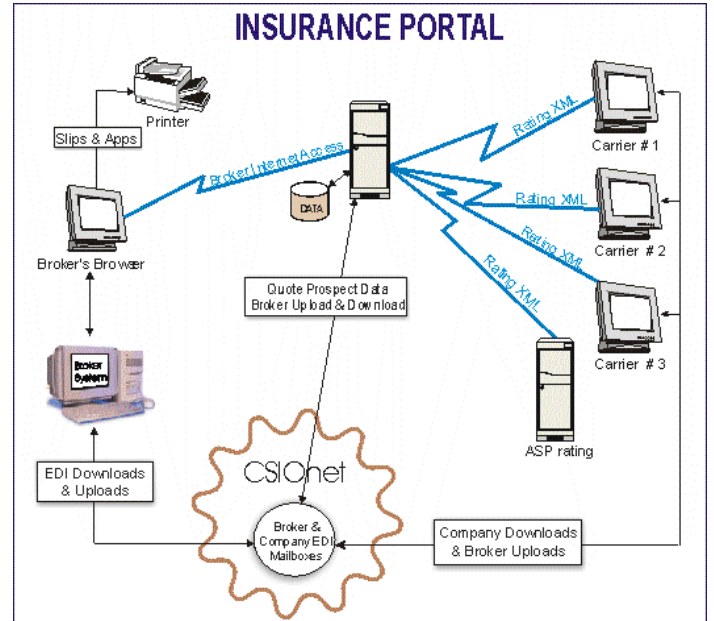 INSURANCE PORTAL
Printer
Slips & Apps
Broker Internet Access
Rating XML
Carrier # 1
DATA
Rating XML
Carrier # 2
Broker's Browser
Rating XML
Quote Prospect Data
Broker Upload & Download
Rating XML
Carrier # 3
Broker
System
ASP rating
EDI Downloads
& Uploads
CSIOnet
Broker &
Company EDI
Mailboxes
Company Downloads
& Broker Uploads